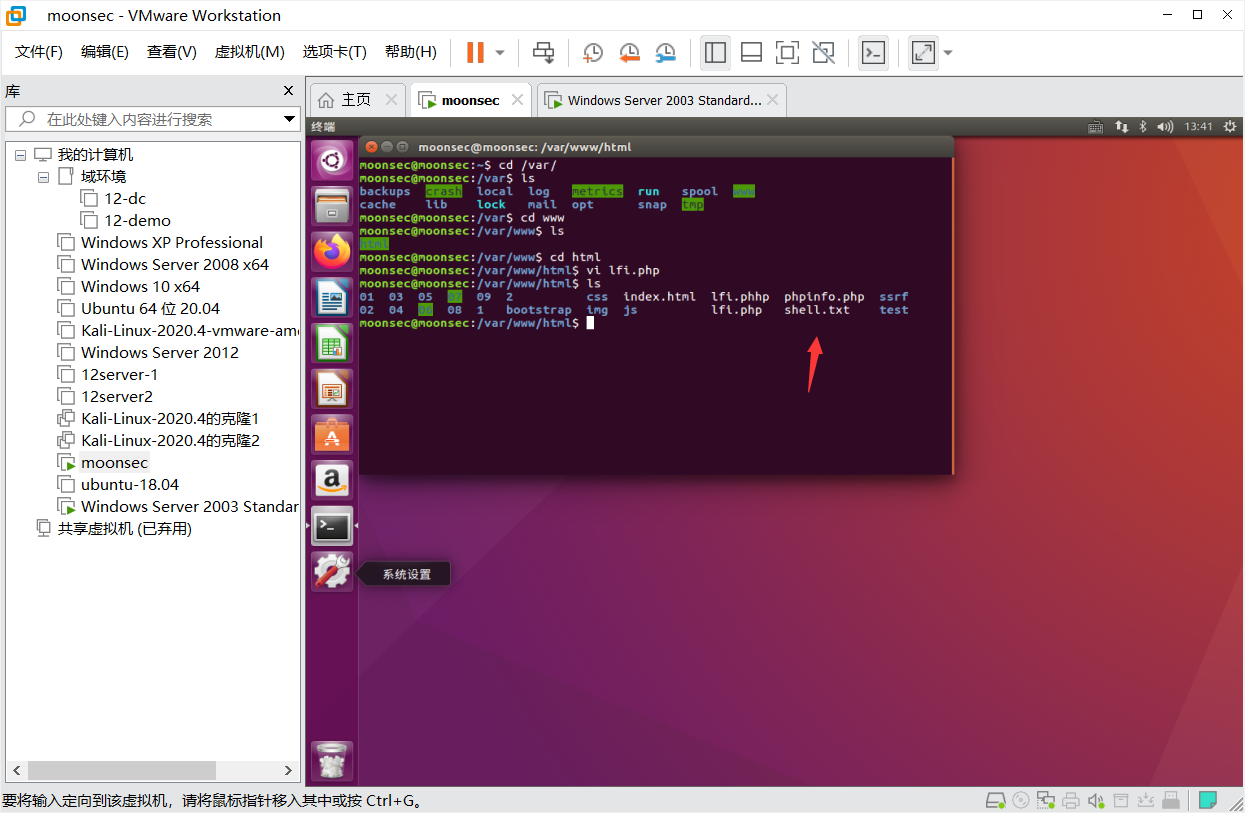 moonsec - VMware Workstation
文件(F) 编辑(E) 查看(V) 虚拟机(M) 选项卡(T) 帮助(H)
库
在此处键入内容进行搜索
我的计算机
域环境
12-dc
12-demo
Windows XP Professional
Windows Server 2008 x64
Windows 10 x64
Ubuntu 64 位 20.04
Kali-Linux-2020.4-vmware-am
Windows Server 2012
12server-1
12server2
Kali-Linux-2020.4的克隆1
Kali-Linux-2020.4的克隆2
moonsec
ubuntu-18.04
Windows Server 2003 Standar
共享虚拟机 (已弃用)
主页 moonsec Windows Server 2003 Standard...
终端 13:41
moonsec@moonsec: /var/www/html
moonsec@moonsec:~$ cd /var/
moonsec@moonsec:/var$ ls
backups crash local log metrics run spool www
cache lib lock mail opt snap tmp
moonsec@moonsec:/var$ cd www
moonsec@moonsec:/var/www$ ls
html
moonsec@moonsec:/var/www$ cd html
moonsec@moonsec:/var/www/html$ vi lfi.php
moonsec@moonsec:/var/www/html$ ls
01 03 05 07 09 2 css index.html lfi.phhp phpinfo.php ssrf
02 04 06 08 1 bootstrap img js lfi.php shell.txt test
moonsec@moonsec:/var/www/html$
系统设置
要将输入定向到该虚拟机，请将鼠标指针移入其中或按 Ctrl+G。